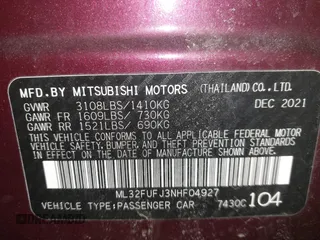 MFD.BY MITSUBISHI MOTORS (THAILAND) CO.,LTD.
GVWR 3108LBS/1410KG DEC 2021
GAWR FR 1609LBS/ 730KG
GAWR RR 1521LBS/ 690KG
THIS VEHICLE CONFORMS TO ALL APPLICABLE
FEDERAL MOTOR VEHICLE SAFETY, BUMPER, AND
THEFT PREVENTION STANDARDS IN EFFECT ON THE
DATE OF MANUFACTURE SHOWN ABOVE.
ML32FUFJ3NHF04927
VEHICLE TYPE:PASSENGER CAR 7430C 104